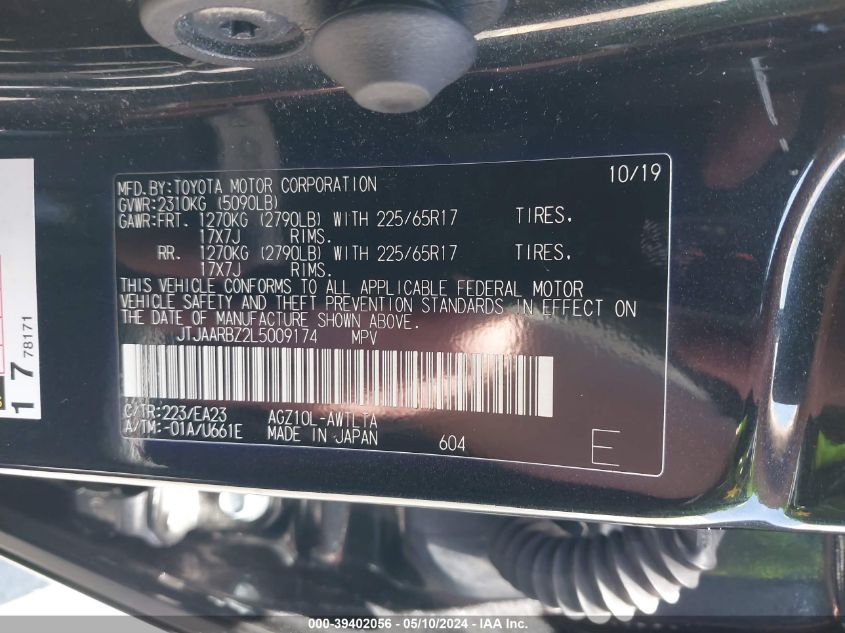 MFD.BY:TOYOTA MOTOR CORPORATION 10/19
GVWR:2310KG (5090LB)
GAWR:FRT. 1270KG (2790LB) WITH 225/65R17 TIRES,
17X7J RIMS.
RR. 1270KG (2790LB) WITH 225/65R17 TIRES,
17X7J RIMS.
THIS VEHICLE CONFORMS TO ALL APPLICABLE FEDERAL MOTOR
VEHICLE SAFETY AND THEFT PREVENTION STANDARDS IN EFFECT ON
THE DATE OF MANUFACTURE SHOWN ABOVE.
JTJAARBZ2L5009174 MPV
C/TR:223/EA23 AGZ10L-AWTLTA
A/TM:-01A/U661E MADE IN JAPAN 604
E
17 78171
000-39402056 - 05/10/2024 - IAA Inc.